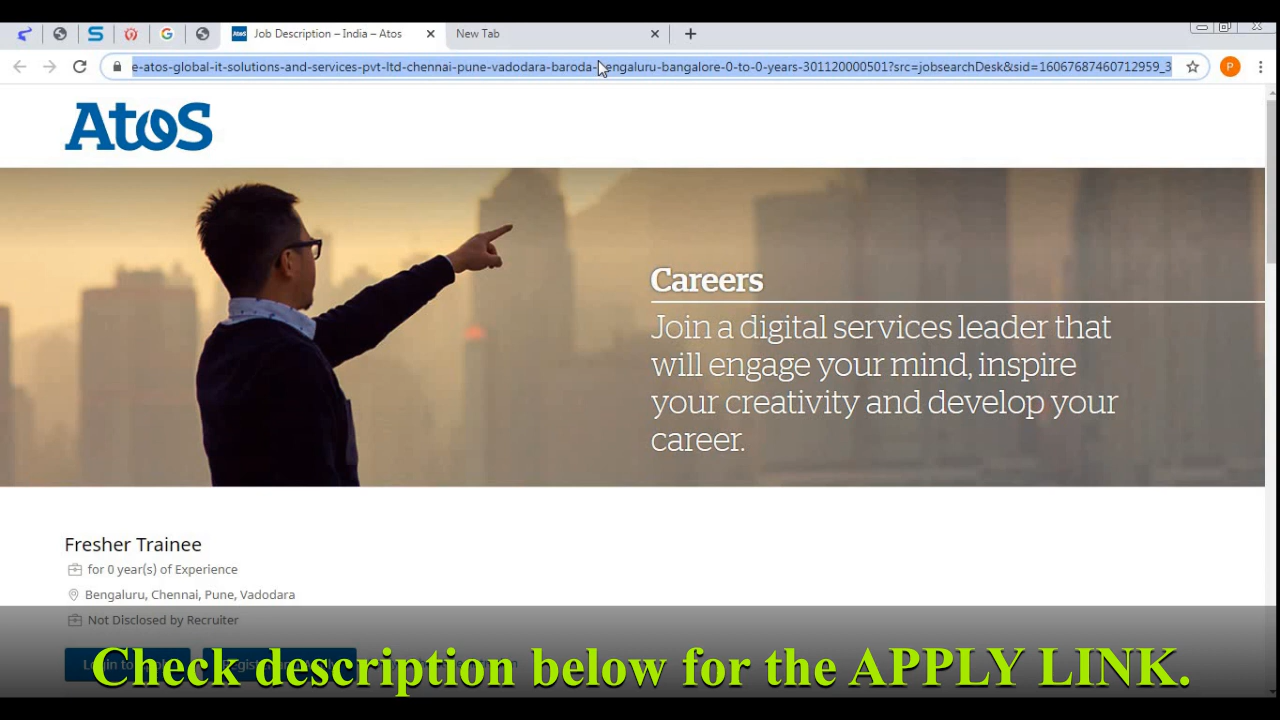 Job Description – India – Atos
New Tab
e-atos-global-it-solutions-and-services-pvt-ltd-chennai-pune-vadodara-baroda-bengaluru-bangalore-0-to-0-years-301120000501?src=jobsearchDesk&sid=16067687460712959_3
P
Atos
Careers
Join a digital services leader that
will engage your mind, inspire
your creativity and develop your
career.
Fresher Trainee
for 0 year(s) of Experience
Bengaluru, Chennai, Pune, Vadodara
Not Disclosed by Recruiter
Check description below for the APPLY LINK.